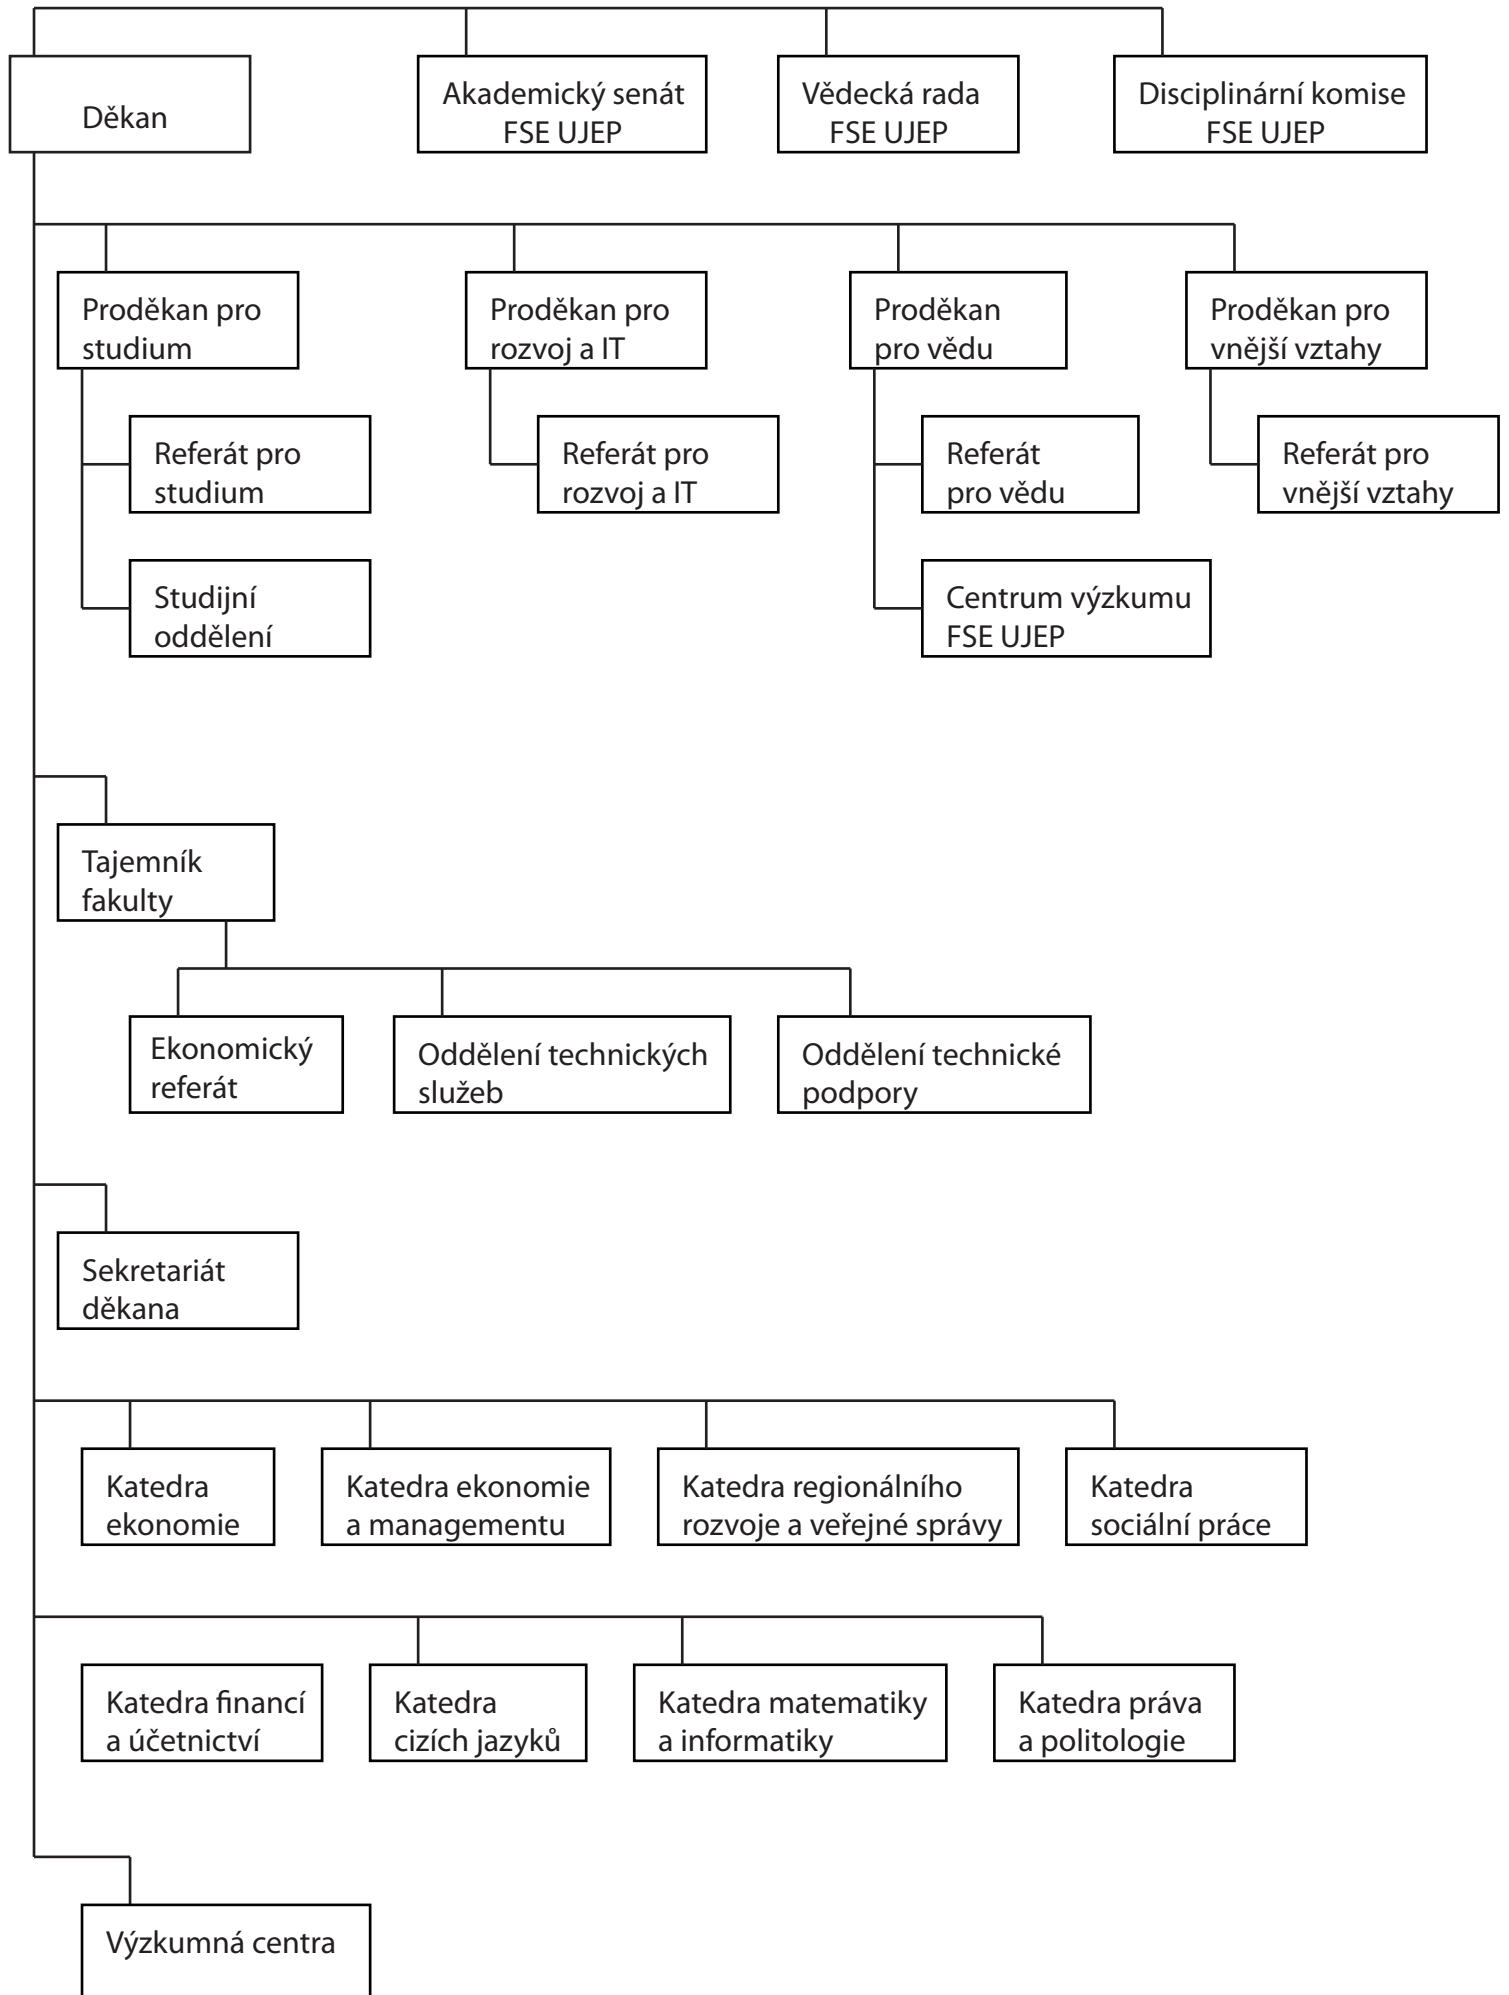 Děkan
Akademický senát
FSE UJEP
Vědecká rada
FSE UJEP
Disciplinární komise
FSE UJEP
Proděkan pro
studium
Proděkan pro
rozvoj a IT
Proděkan
pro vědu
Proděkan pro
vnější vztahy
Referát pro
studium
Referát pro
rozvoj a IT
Referát
pro vědu
Referát pro
vnější vztahy
Studijní
oddělení
Centrum výzkumu
FSE UJEP
Tajemník
fakulty
Ekonomický
referát
Oddělení technických
služeb
Oddělení technické
podpory
Sekretariát
děkana
Katedra
ekonomie
Katedra ekonomie
a managementu
Katedra regionálního
rozvoje a veřejné správy
Katedra
sociální práce
Katedra financí
a účetnictví
Katedra
cizích jazyků
Katedra matematiky
a informatiky
Katedra práva
a politologie
Výzkumná centra